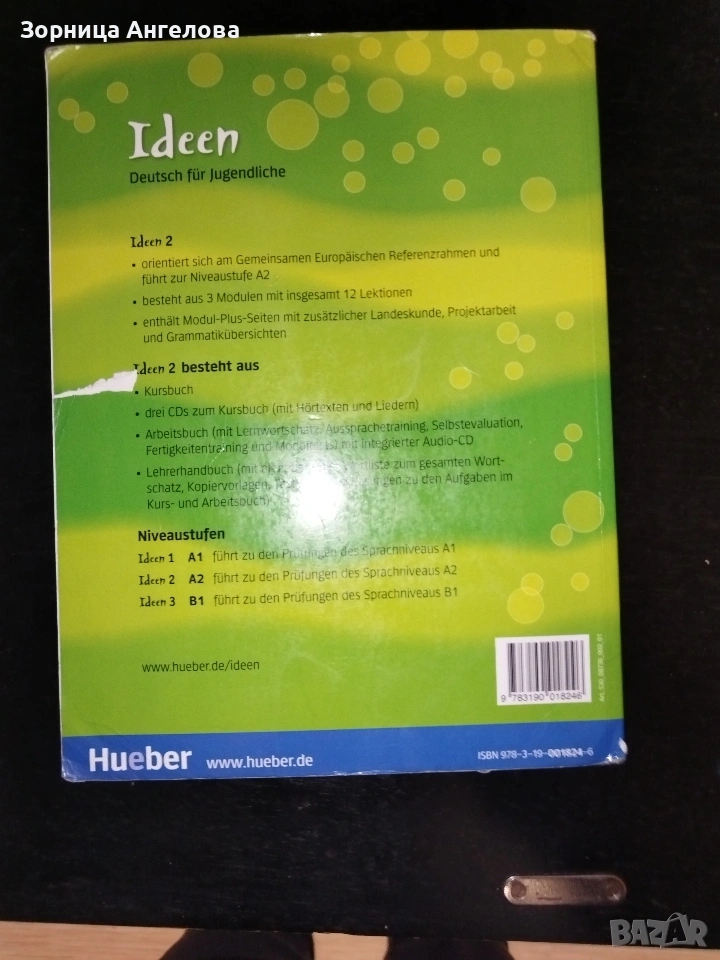 Зорница Ангелова
Ideen
Deutsch für Jugendliche
Ideen 2
• orientiert sich am Gemeinsamen Europäischen Referenzrahmen und
führt zur Niveaustufe A2
• besteht aus 3 Modulen mit insgesamt 12 Lektionen
• enthält Modul-Plus-Seiten mit zusätzlicher Landeskunde, Projektarbeit
und Grammatikübersichten
Ideen 2 besteht aus
• Kursbuch
• drei CDs zum Kursbuch (mit Hörtexten und Liedern)
• Arbeitsbuch (mit Lernwortschatz, Aussprachetraining, Selbstevaluation,
Fertigkeitentraining und mit integrierter Audio-CD
• Lehrerhandbuch (mit zum gesamten Wort-
schatz, Kopiervorlagen, zu den Aufgaben im
Kurs- und Arbeitsbuch)
Niveaustufen
Ideen 1 A1 führt zu den Prüfungen des Sprachniveaus A1
Ideen 2 A2 führt zu den Prüfungen des Sprachniveaus A2
Ideen 3 B1 führt zu den Prüfungen des Sprachniveaus B1
www.hueber.de/ideen
9 783190 018246
Hueber www.hueber.de
ISBN 978-3-19-001824-6
BAZAR